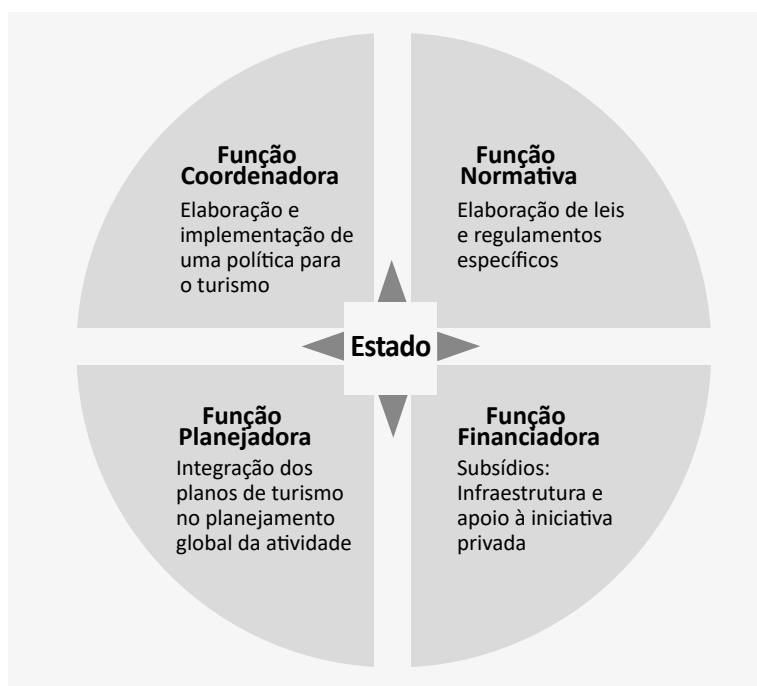 Função
Coordenadora
Elaboração e
implementação de
uma política para
o turismo
Função
Normativa
Elaboração de leis
e regulamentos
específicos
Estado
Função
Planejadora
Integração dos
planos de turismo
no planejamento
global da atividade
Função
Financiadora
Subsídios:
Infraestrutura e
apoio à iniciativa
privada